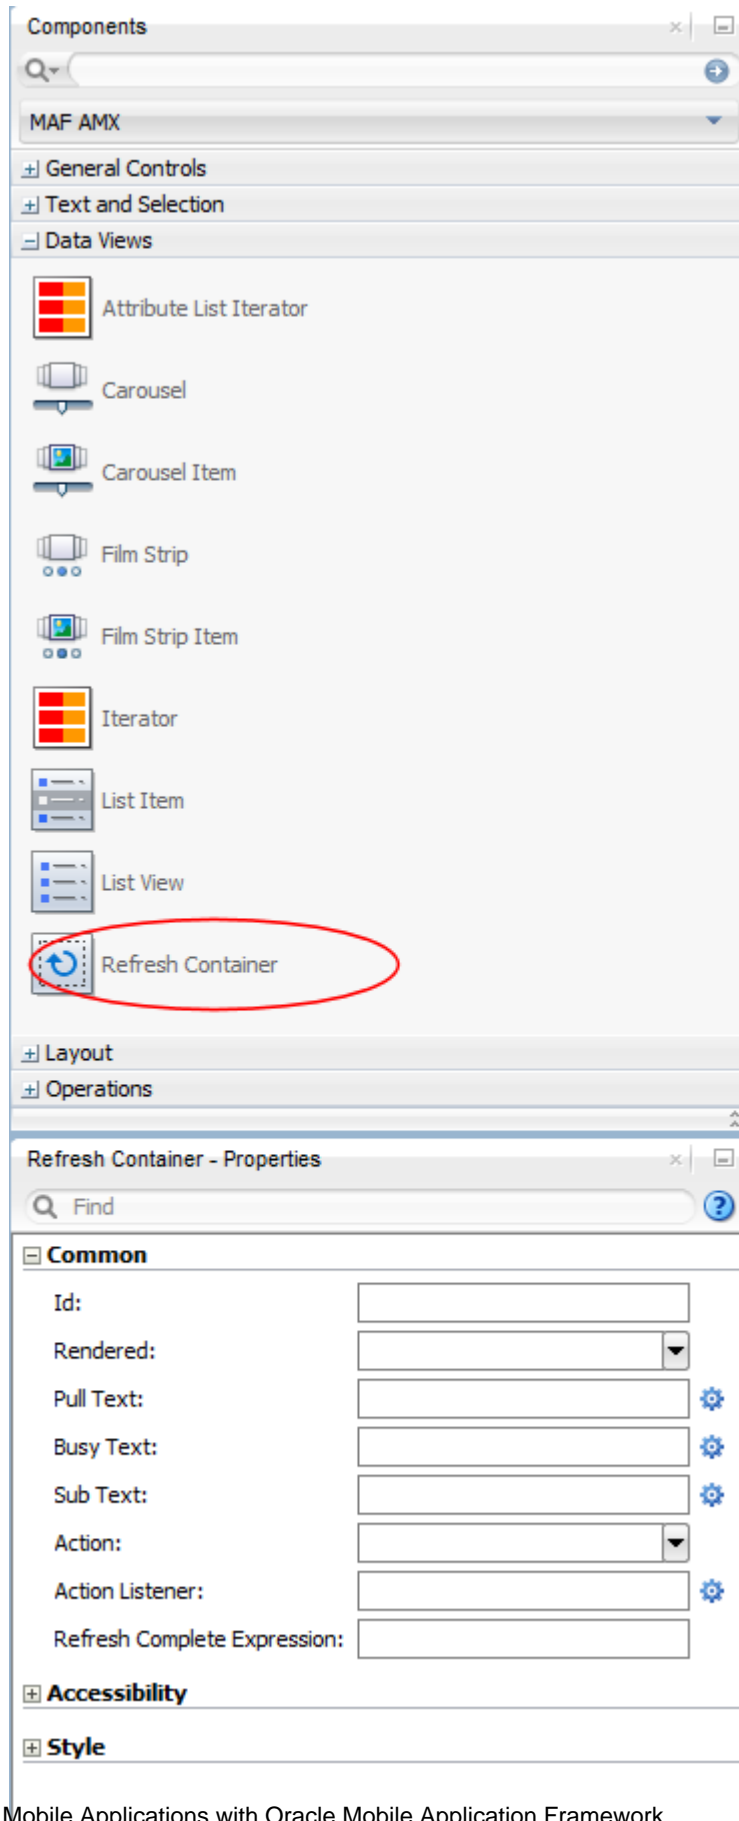 Components
MAF AMX
General Controls
Text and Selection
Data Views
Attribute List Iterator
Carousel
Carousel Item
Film Strip
Film Strip Item
Iterator
List Item
List View
Refresh Container
Layout
Operations
Refresh Container - Properties
Find
Common
Id:
Rendered:
Pull Text:
Busy Text:
Sub Text:
Action:
Action Listener:
Refresh Complete Expression:
Accessibility
Style
Mobile Applications with Oracle Mobile Application Framework